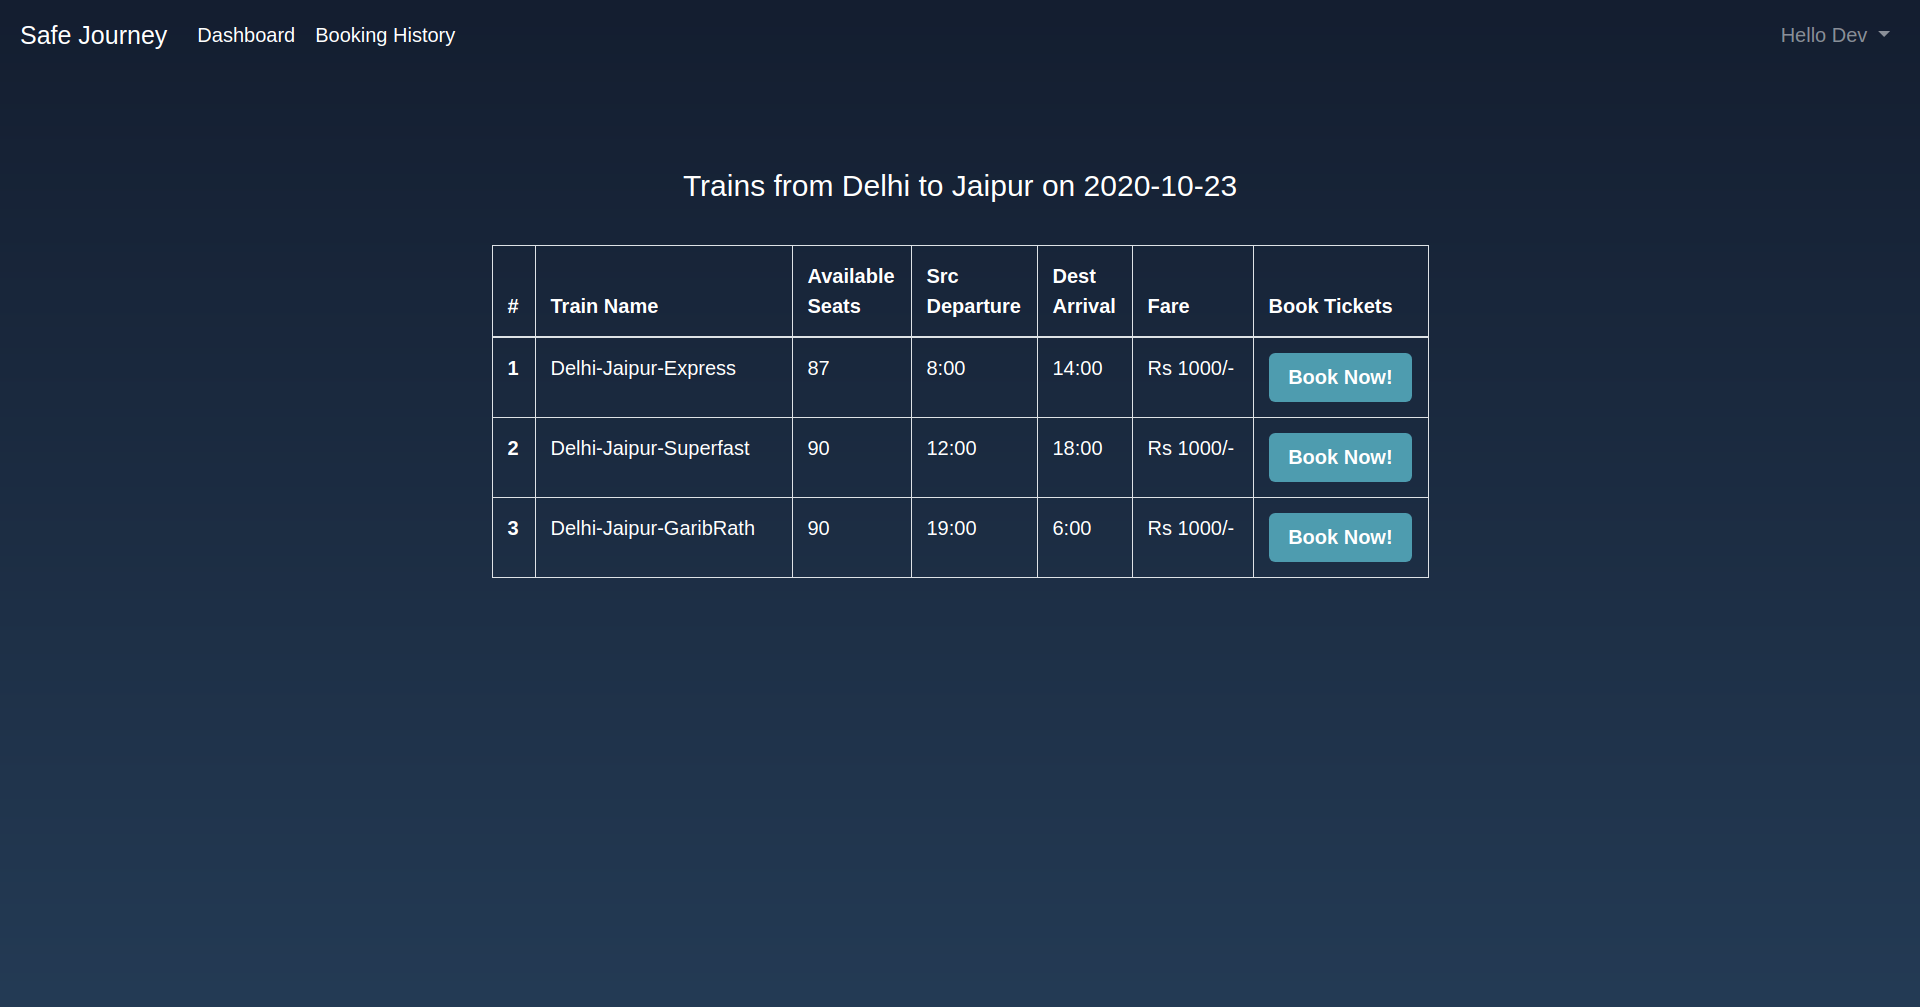 Safe Journey Dashboard Booking History Hello Dev
Trains from Delhi to Jaipur on 2020-10-23
# Train Name Available Seats Src Departure Dest Arrival Fare Book Tickets
1 Delhi-Jaipur-Express 87 8:00 14:00 Rs 1000/- Book Now!
2 Delhi-Jaipur-Superfast 90 12:00 18:00 Rs 1000/- Book Now!
3 Delhi-Jaipur-GaribRath 90 19:00 6:00 Rs 1000/- Book Now!